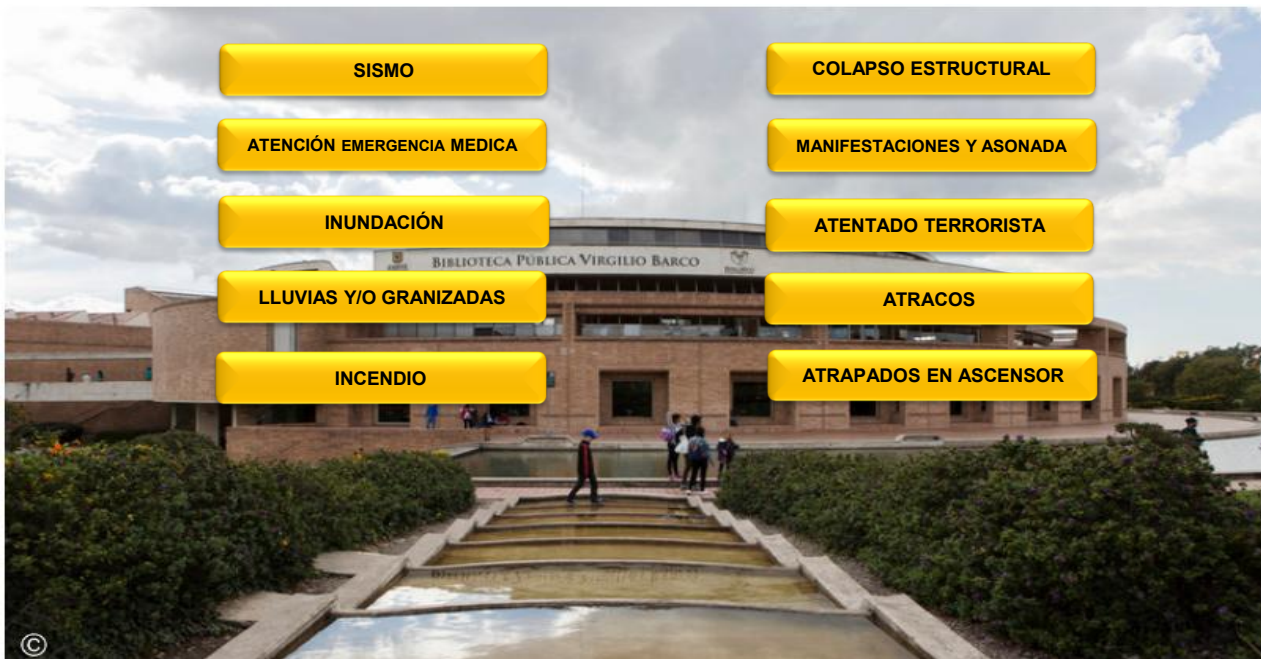 SISMO
ATENCIÓN EMERGENCIA MEDICA
INUNDACIÓN
LLUVIAS Y/O GRANIZADAS
INCENDIO
COLAPSO ESTRUCTURAL
MANIFESTACIONES Y ASONADA
ATENTADO TERRORISTA
ATRACOS
ATRAPADOS EN ASCENSOR
BIBLIOTECA PÚBLICA VIRGILIO BARCO
©